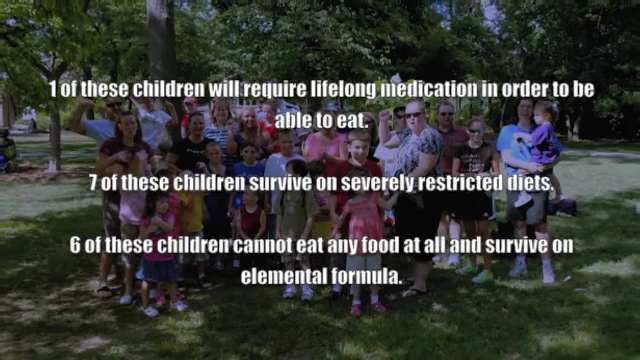 1 of these children will require lifelong medication in order to be
able to eat.
7 of these children survive on severely restricted diets.
6 of these children cannot eat any food at all and survive on
elemental formula.